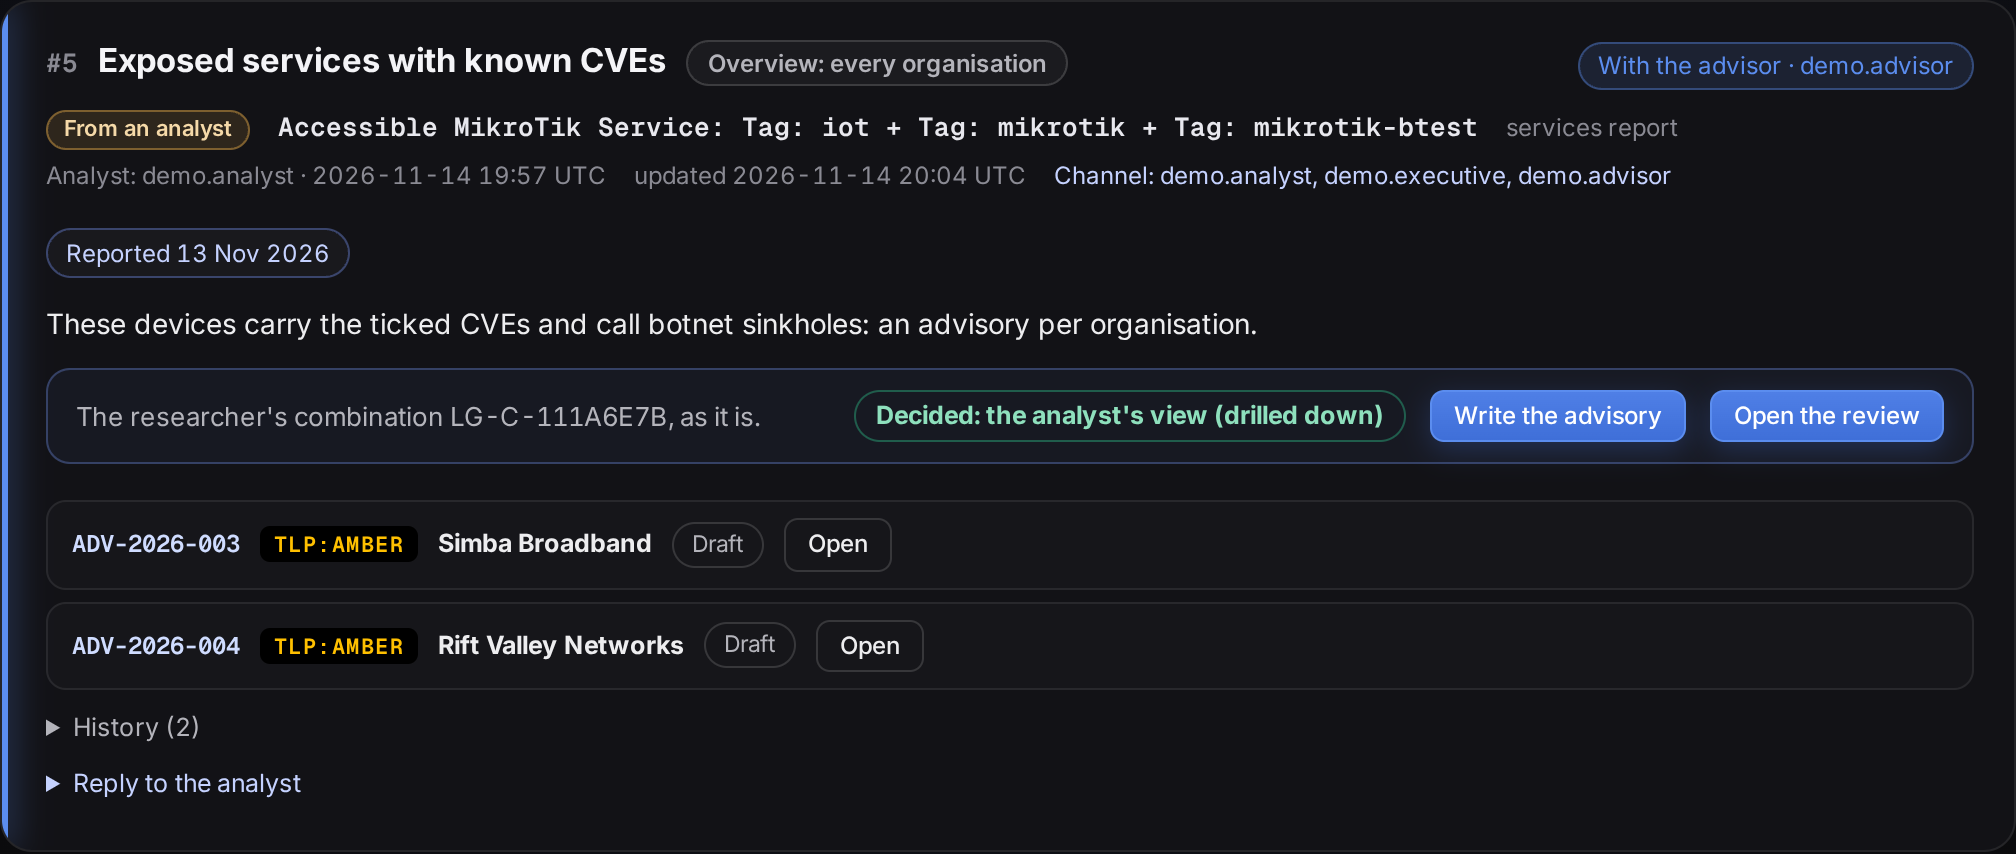 #5 Exposed services with known CVEs Overview: every organisation With the advisor · demo.advisor
From an analyst Accessible MikroTik Service: Tag: iot + Tag: mikrotik + Tag: mikrotik-btest services report
Analyst: demo.analyst · 2026-11-14 19:57 UTC updated 2026-11-14 20:04 UTC Channel: demo.analyst, demo.executive, demo.advisor
Reported 13 Nov 2026
These devices carry the ticked CVEs and call botnet sinkholes: an advisory per organisation.
The researcher's combination LG-C-111A6E7B, as it is. Decided: the analyst's view (drilled down) Write the advisory Open the review
ADV-2026-003 TLP:AMBER Simba Broadband Draft Open
ADV-2026-004 TLP:AMBER Rift Valley Networks Draft Open
History (2)
Reply to the analyst